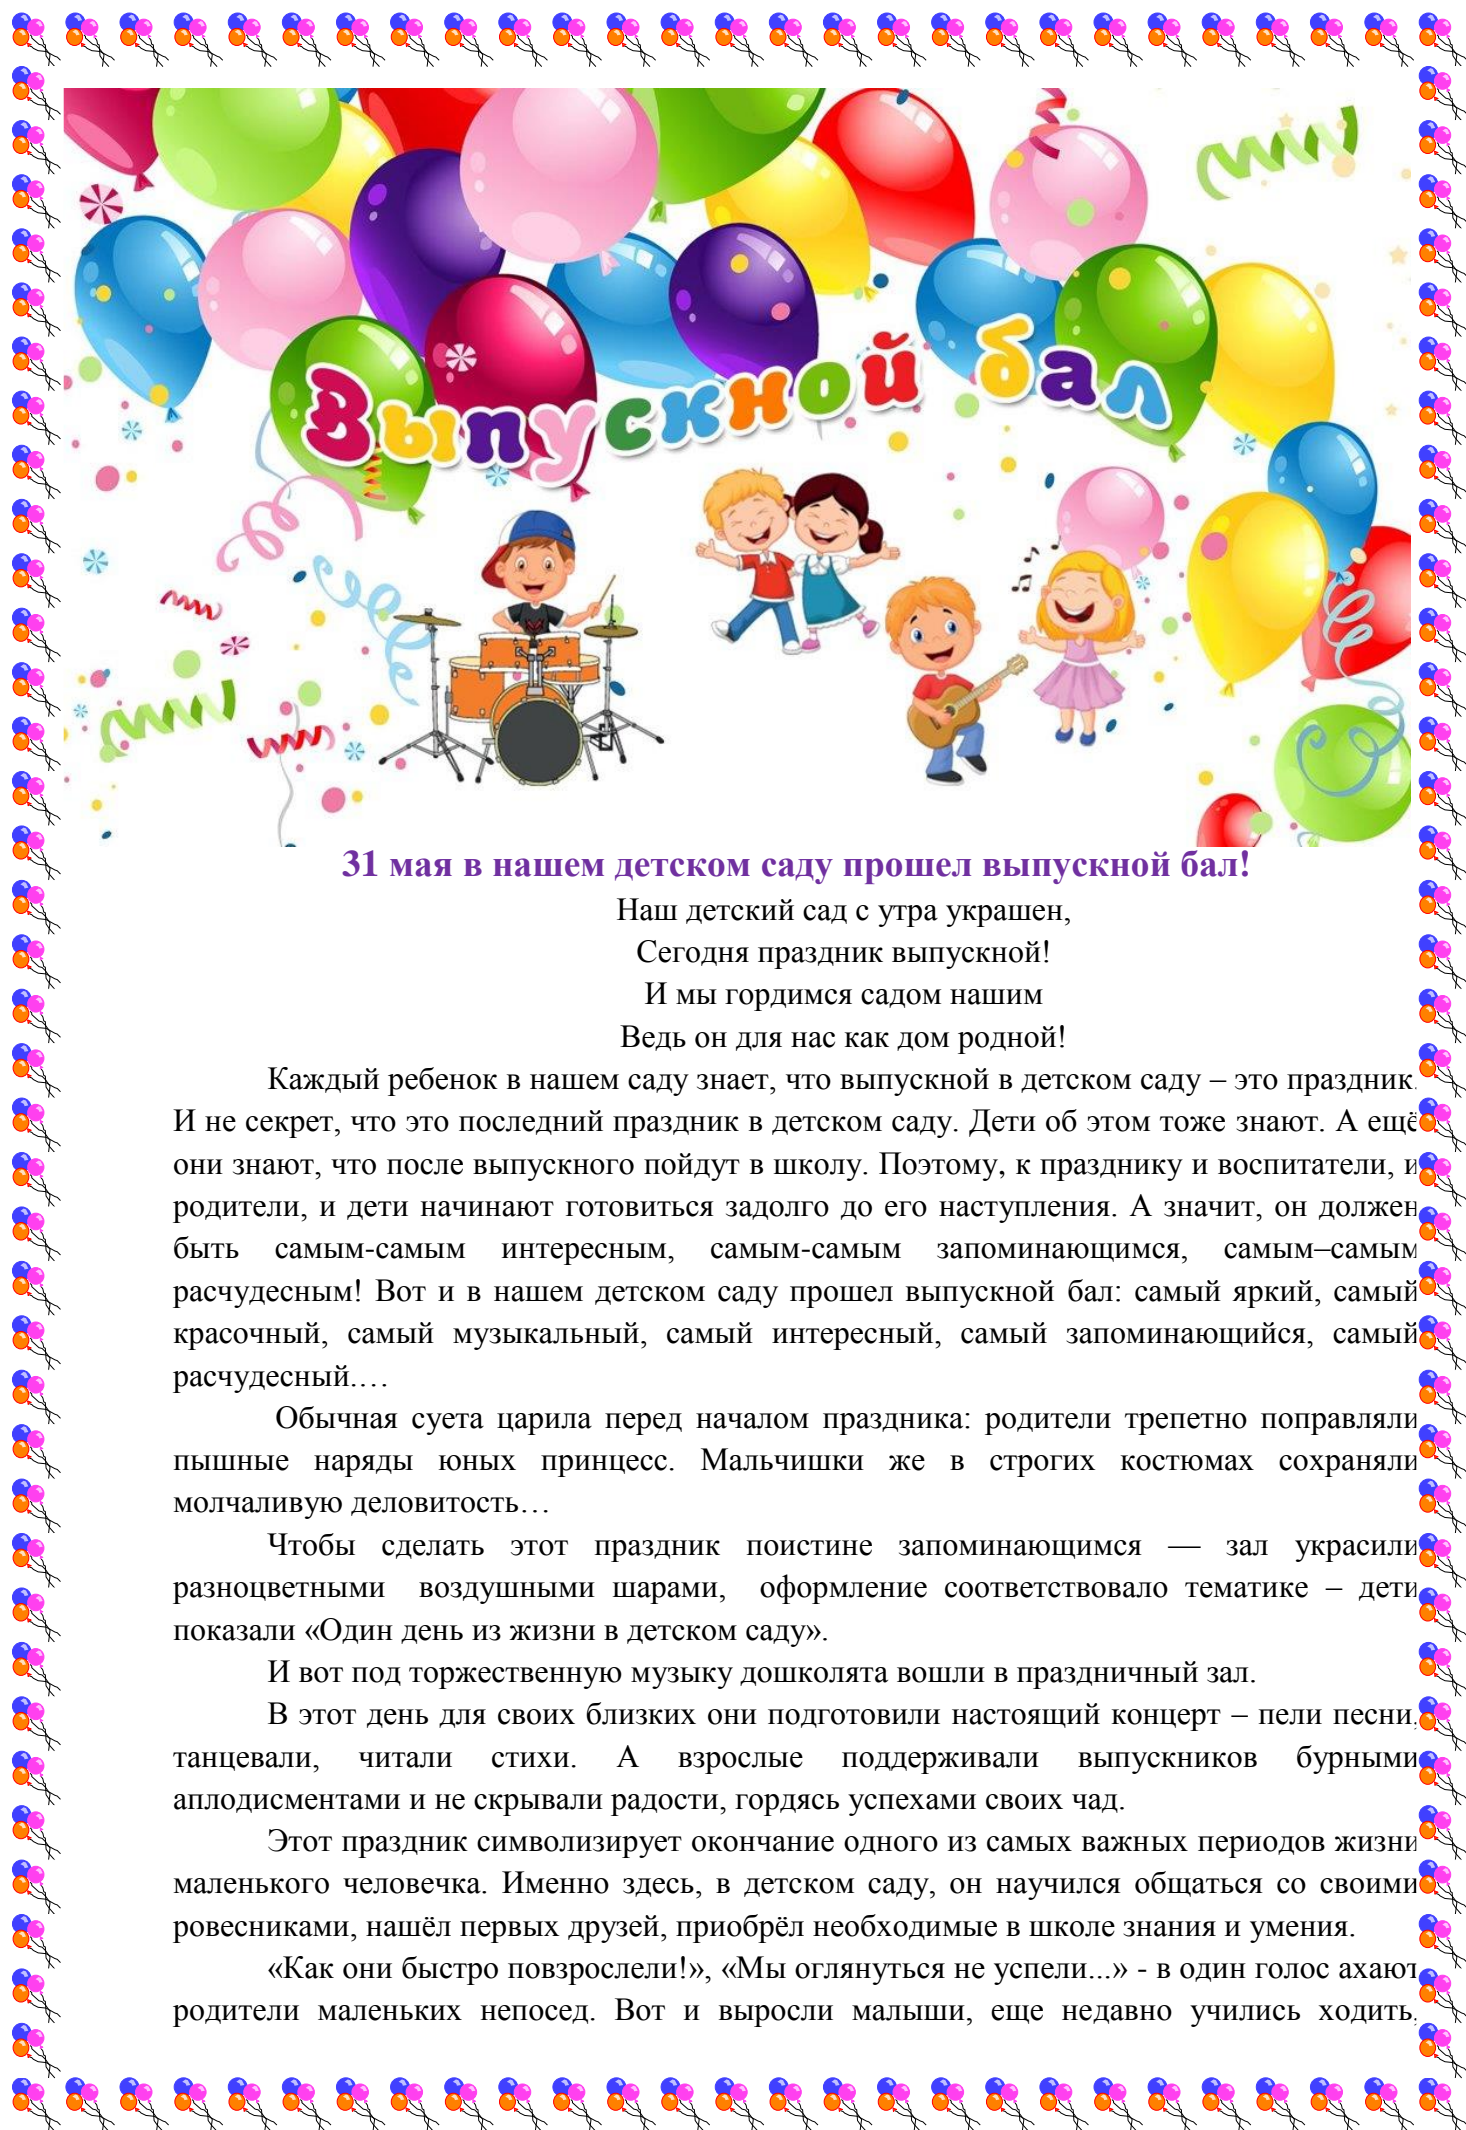 Выпускной бал
31 мая в нашем детском саду прошел выпускной бал!
Наш детский сад с утра украшен,
Сегодня праздник выпускной!
И мы гордимся садом нашим
Ведь он для нас как дом родной!
Каждый ребенок в нашем саду знает, что выпускной в детском саду – это праздник.
И не секрет, что это последний праздник в детском саду. Дети об этом тоже знают. А ещё
они знают, что после выпускного пойдут в школу. Поэтому, к празднику и воспитатели, и
родители, и дети начинают готовиться задолго до его наступления. А значит, он должен
быть самым-самым интересным, самым-самым запоминающимся, самым–самым
расчудесным! Вот и в нашем детском саду прошел выпускной бал: самый яркий, самый
красочный, самый музыкальный, самый интересный, самый запоминающийся, самый
расчудесный.…
Обычная суета царила перед началом праздника: родители трепетно поправляли
пышные наряды юных принцесс. Мальчишки же в строгих костюмах сохраняли
молчаливую деловитость…
Чтобы сделать этот праздник поистине запоминающимся — зал украсили
разноцветными воздушными шарами, оформление соответствовало тематике – дети
показали «Один день из жизни в детском саду».
И вот под торжественную музыку дошколята вошли в праздничный зал.
В этот день для своих близких они подготовили настоящий концерт – пели песни,
танцевали, читали стихи. А взрослые поддерживали выпускников бурными
аплодисментами и не скрывали радости, гордясь успехами своих чад.
Этот праздник символизирует окончание одного из самых важных периодов жизни
маленького человечка. Именно здесь, в детском саду, он научился общаться со своими
ровесниками, нашёл первых друзей, приобрёл необходимые в школе знания и умения.
«Как они быстро повзрослели!», «Мы оглянуться не успели...» - в один голос ахают
родители маленьких непосед. Вот и выросли малыши, еще недавно учились ходить,